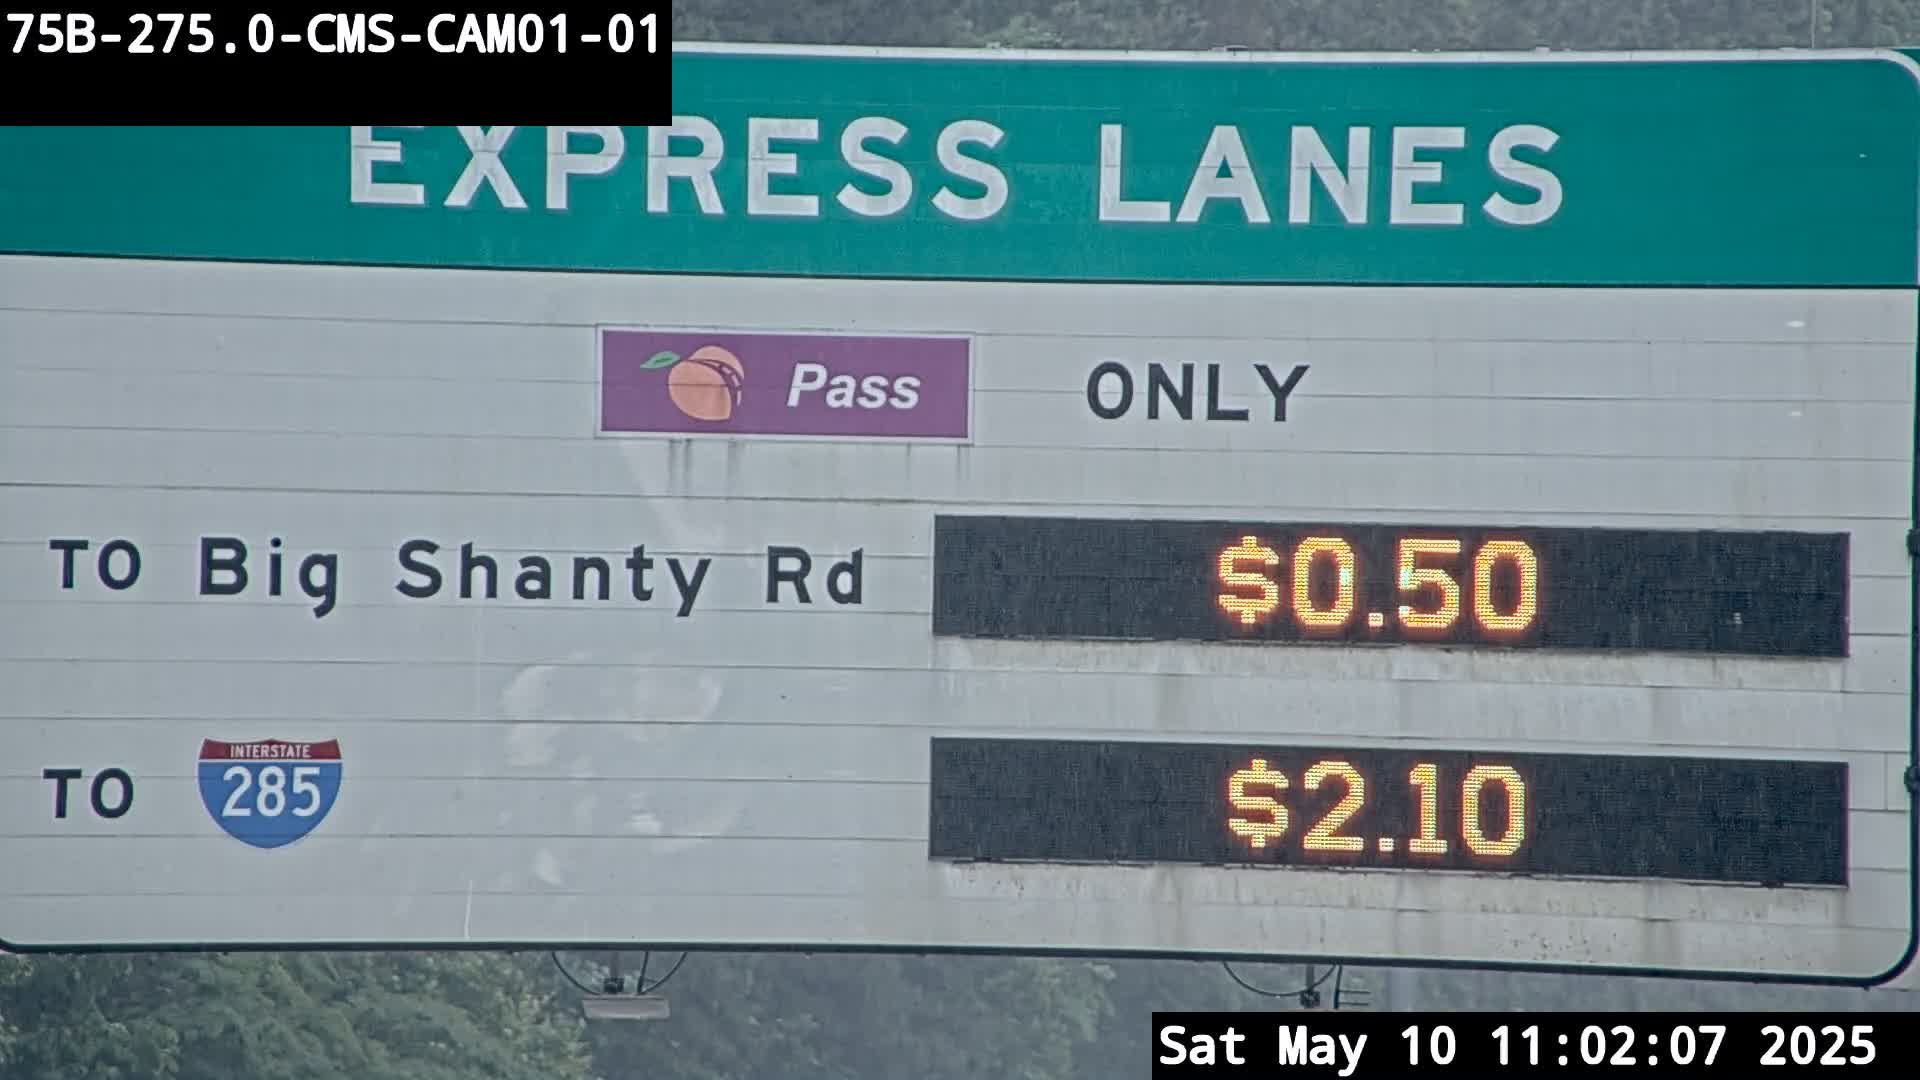 75B-275.0-CMS-CAM01-01
EXPRESS LANES
Pass ONLY
TO Big Shanty Rd $0.50
INTERSTATE
TO 285 $2.10
Sat May 10 11:02:07 2025